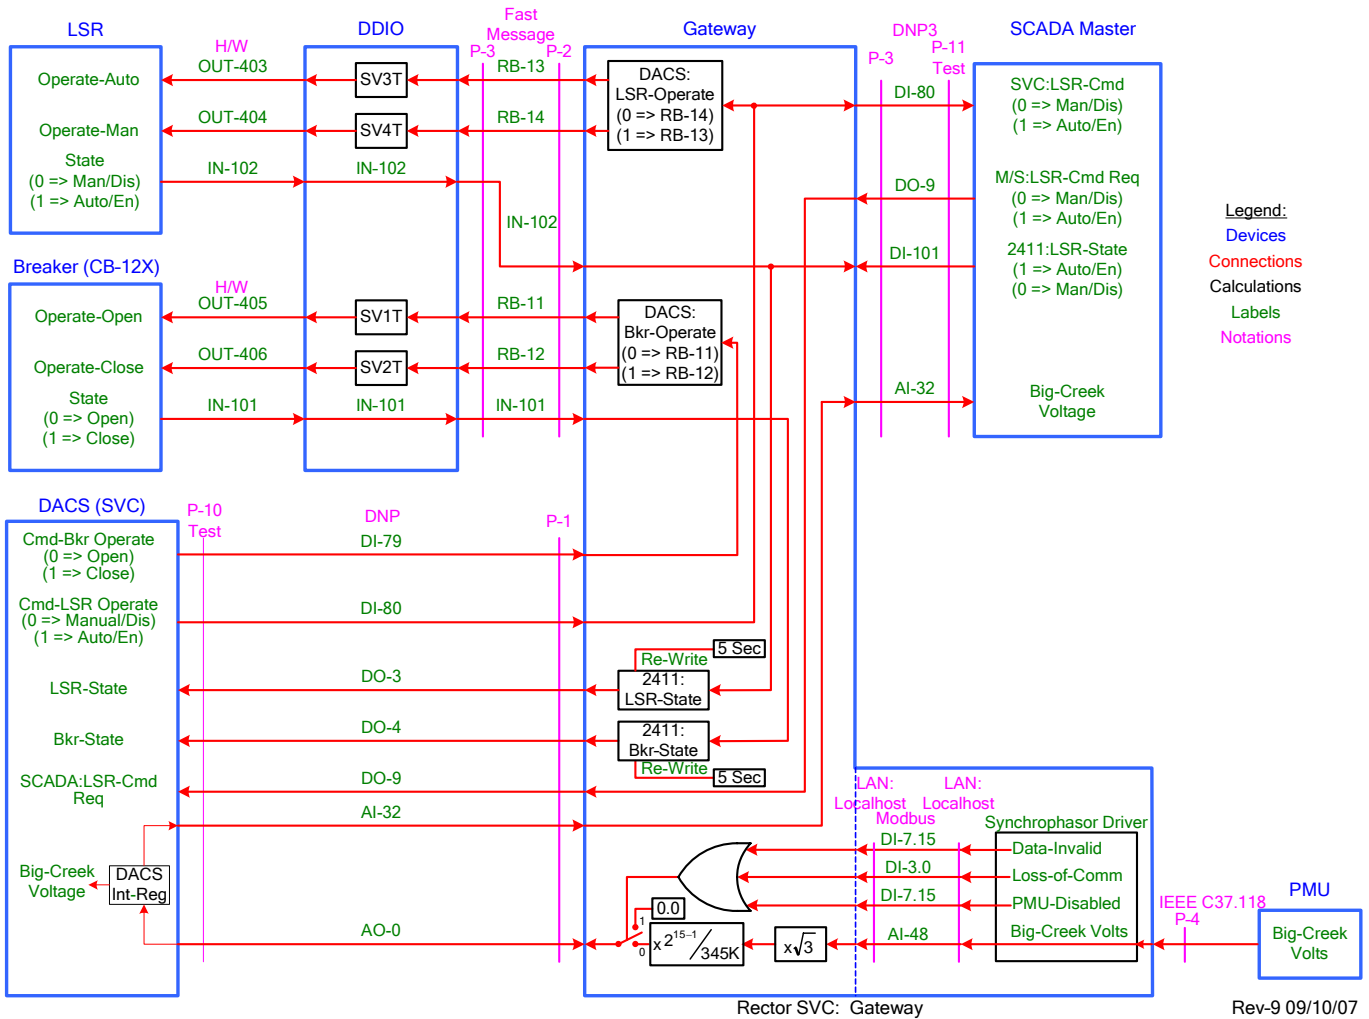 LSR
DDIO
Fast
Message
Gateway
DNP3
SCADA Master
H/W
P-3
P-2
P-3
P-11
Test
Operate-Auto
OUT-403
SV3T
RB-13
DACS:
LSR-Operate
(0 => RB-14)
(1 => RB-13)
DI-80
SVC:LSR-Cmd
(0 => Man/Dis)
(1 => Auto/En)
Operate-Man
OUT-404
SV4T
RB-14
State
(0 => Man/Dis)
(1 => Auto/En)
IN-102
IN-102
IN-102
DO-9
M/S:LSR-Cmd Req
(0 => Man/Dis)
(1 => Auto/En)
DI-101
2411:LSR-State
(1 => Auto/En)
(0 => Man/Dis)
Legend:
Devices
Connections
Calculations
Labels
Notations
Breaker (CB-12X)
H/W
Operate-Open
OUT-405
SV1T
RB-11
DACS:
Bkr-Operate
(0 => RB-11)
(1 => RB-12)
Operate-Close
OUT-406
SV2T
RB-12
State
(0 => Open)
(1 => Close)
IN-101
IN-101
IN-101
AI-32
Big-Creek
Voltage
DACS (SVC)
P-10
Test
DNP
P-1
Cmd-Bkr Operate
(0 => Open)
(1 => Close)
DI-79
Cmd-LSR Operate
(0 => Manual/Dis)
(1 => Auto/En)
DI-80
5 Sec
Re-Write
LSR-State
DO-3
2411:
LSR-State
Bkr-State
DO-4
2411:
Bkr-State
Re-Write
5 Sec
SCADA:LSR-Cmd
Req
DO-9
AI-32
Big-Creek
Voltage
DACS
Int-Reg
AO-0
LAN:
Localhost
Modbus
LAN:
Localhost
Synchrophasor Driver
DI-7.15
Data-Invalid
DI-3.0
Loss-of-Comm
DI-7.15
PMU-Disabled
AI-48
Big-Creek Volts
0.0
1
0
x 2^15–1 / 345K
x√3
IEEE C37.118
P-4
PMU
Big-Creek
Volts
Rector SVC: Gateway
Rev-9 09/10/07